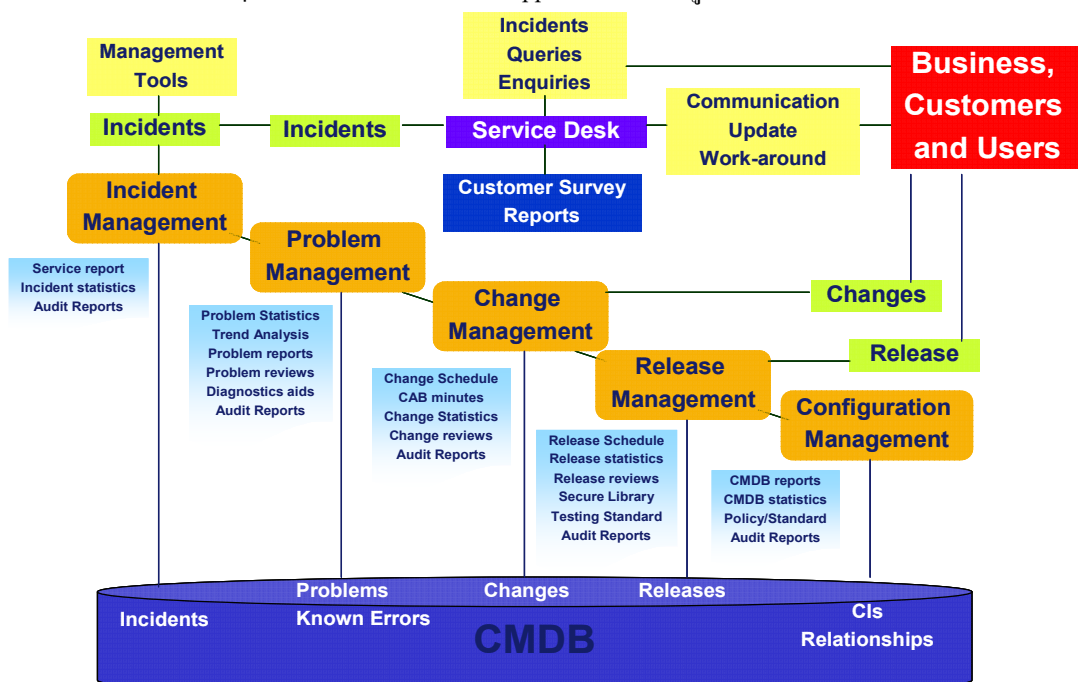 Incidents
Queries
Enquiries
Management
Tools
Business,
Customers
and Users
Communication
Update
Work-around
Incidents
Incidents
Service Desk
Customer Survey
Reports
Incident
Management
Problem
Management
Service report
Incident statistics
Audit Reports
Change
Management
Changes
Problem Statistics
Trend Analysis
Problem reports
Problem reviews
Diagnostics aids
Audit Reports
Release
Management
Release
Change Schedule
CAB minutes
Change Statistics
Change reviews
Audit Reports
Configuration
Management
Release Schedule
Release statistics
Release reviews
Secure Library
Testing Standard
Audit Reports
CMDB reports
CMDB statistics
Policy/Standard
Audit Reports
Incidents
Problems
Known Errors
Changes
Releases
CIs
Relationships
CMDB